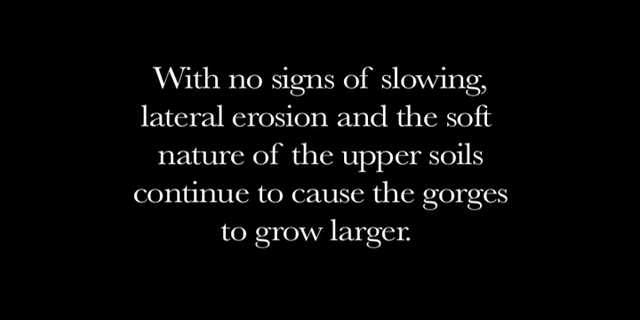 With no signs of slowing,
lateral erosion and the soft
nature of the upper soils
continue to cause the gorges
to grow larger.